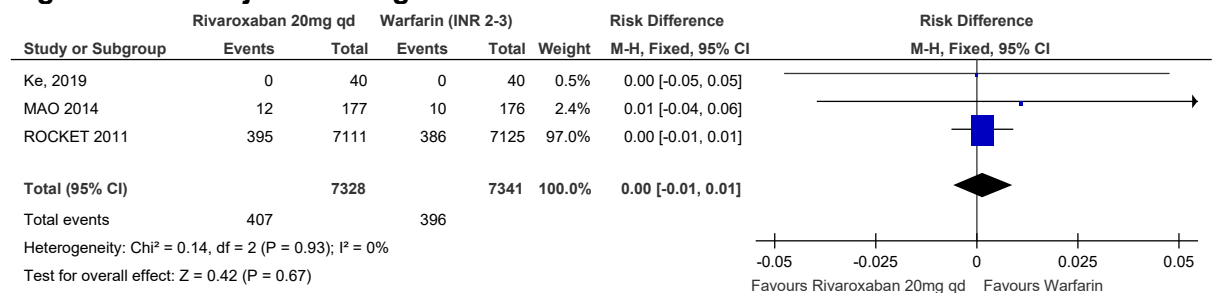 Rivaroxaban 20mg qd Warfarin (INR 2-3) Risk Difference Risk Difference
Study or Subgroup Events Total Events Total Weight M-H, Fixed, 95% CI M-H, Fixed, 95% CI
Ke, 2019 0 40 0 40 0.5% 0.00 [-0.05, 0.05]
MAO 2014 12 177 10 176 2.4% 0.01 [-0.04, 0.06]
ROCKET 2011 395 7111 386 7125 97.0% 0.00 [-0.01, 0.01]
Total (95% CI) 7328 7341 100.0% 0.00 [-0.01, 0.01]
Total events 407 396
Heterogeneity: Chi² = 0.14, df = 2 (P = 0.93); I² = 0%
Test for overall effect: Z = 0.42 (P = 0.67)
-0.05 -0.025 0 0.025 0.05
Favours Rivaroxaban 20mg qd Favours Warfarin